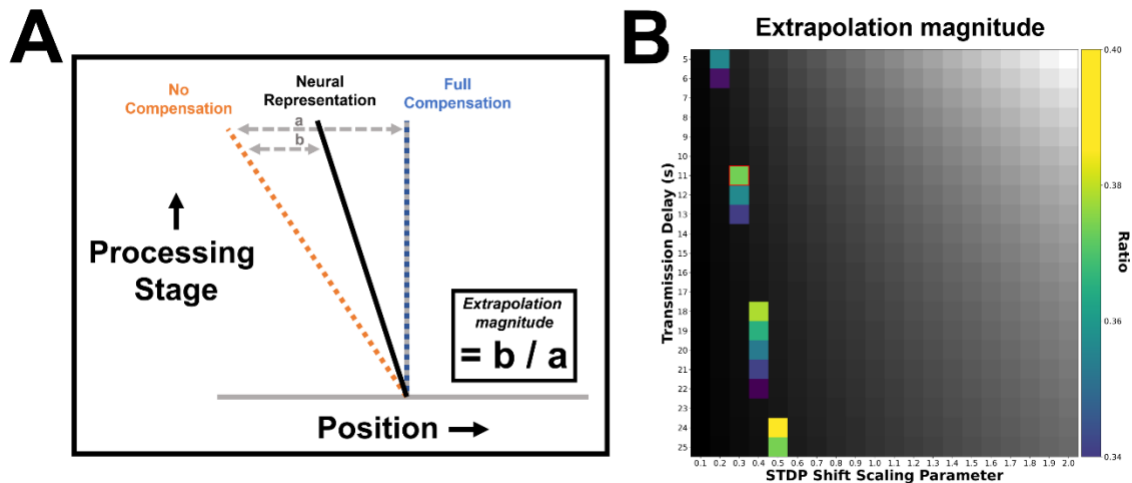 A
No
Compensation
Neural
Representation
Full
Compensation
a
b
Processing
Stage
Extrapolation
magnitude
= b / a
Position
B
Extrapolation magnitude
Transmission Delay (s)
5
6
7
8
9
10
11
12
13
14
15
16
17
18
19
20
21
22
23
24
25
0.1 0.2 0.3 0.4 0.5 0.6 0.7 0.8 0.9 1.0 1.1 1.2 1.3 1.4 1.5 1.6 1.7 1.8 1.9 2.0
STDP Shift Scaling Parameter
0.40
0.38
0.36
0.34
Ratio